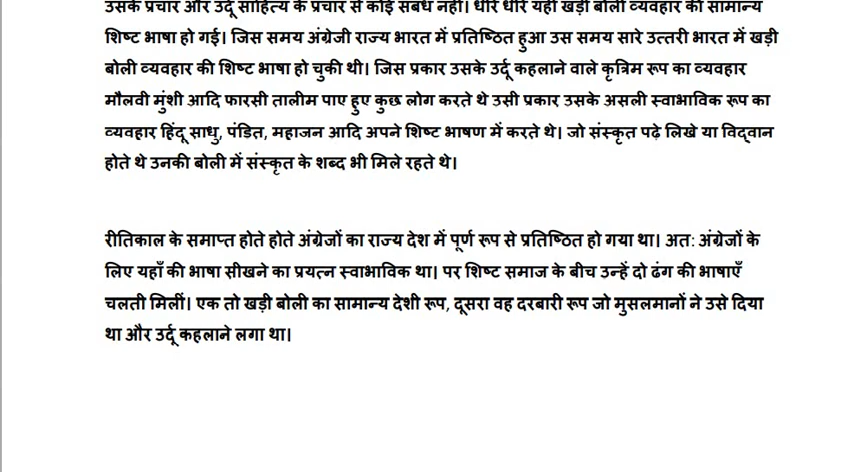 उसके प्रचार और उर्दू साहित्य के प्रचार से कोई संबंध नहीं। धीरे धीरे यही खड़ी बोली व्यवहार की सामान्य
शिष्ट भाषा हो गई। जिस समय अंग्रेजी राज्य भारत में प्रतिष्ठित हुआ उस समय सारे उत्तरी भारत में खड़ी
बोली व्यवहार की शिष्ट भाषा हो चुकी थी। जिस प्रकार उसके उर्दू कहलाने वाले कृत्रिम रूप का व्यवहार
मौलवी मुंशी आदि फारसी तालीम पाए हुए कुछ लोग करते थे उसी प्रकार उसके असली स्वाभाविक रूप का
व्यवहार हिंदू साधु, पंडित, महाजन आदि अपने शिष्ट भाषण में करते थे। जो संस्कृत पढ़े लिखे या विद्वान
होते थे उनकी बोली में संस्कृत के शब्द भी मिले रहते थे।
रीतिकाल के समाप्त होते होते अंग्रेजों का राज्य देश में पूर्ण रूप से प्रतिष्ठित हो गया था। अत: अंग्रेजों के
लिए यहाँ की भाषा सीखने का प्रयत्न स्वाभाविक था। पर शिष्ट समाज के बीच उन्हें दो ढंग की भाषाएँ
चलती मिलीं। एक तो खड़ी बोली का सामान्य देशी रूप, दूसरा वह दरबारी रूप जो मुसलमानों ने उसे दिया
था और उर्दू कहलाने लगा था।